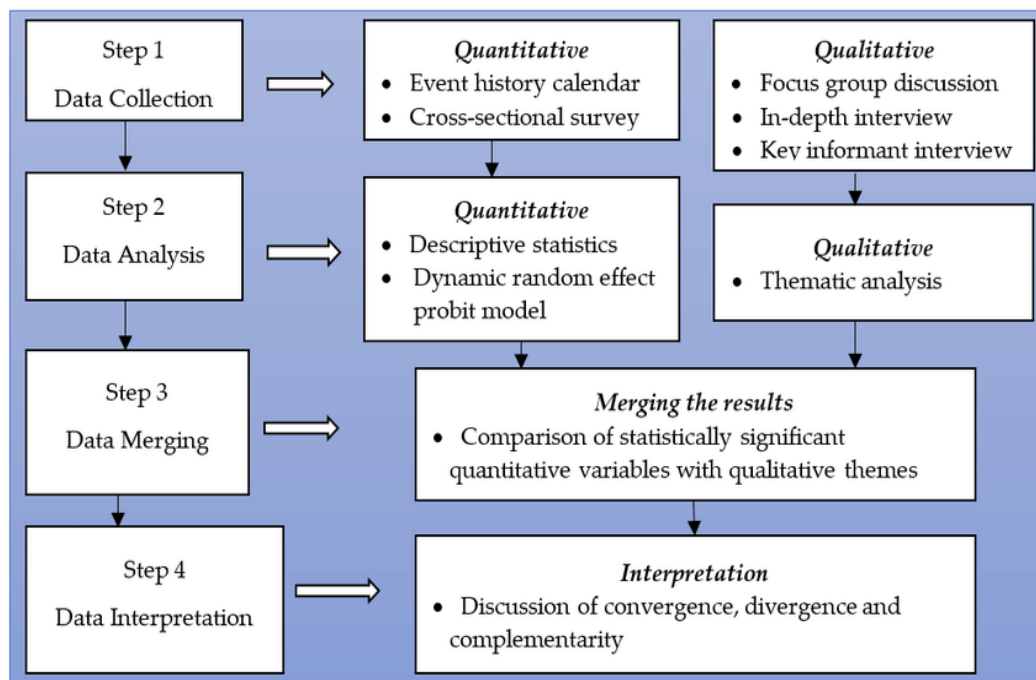 Step 1
Data Collection
Quantitative
• Event history calendar
• Cross-sectional survey
Qualitative
• Focus group discussion
• In-depth interview
• Key informant interview
Step 2
Data Analysis
Quantitative
• Descriptive statistics
• Dynamic random effect
probit model
Qualitative
• Thematic analysis
Step 3
Data Merging
Merging the results
• Comparison of statistically significant
quantitative variables with qualitative themes
Step 4
Data Interpretation
Interpretation
• Discussion of convergence, divergence and
complementarity